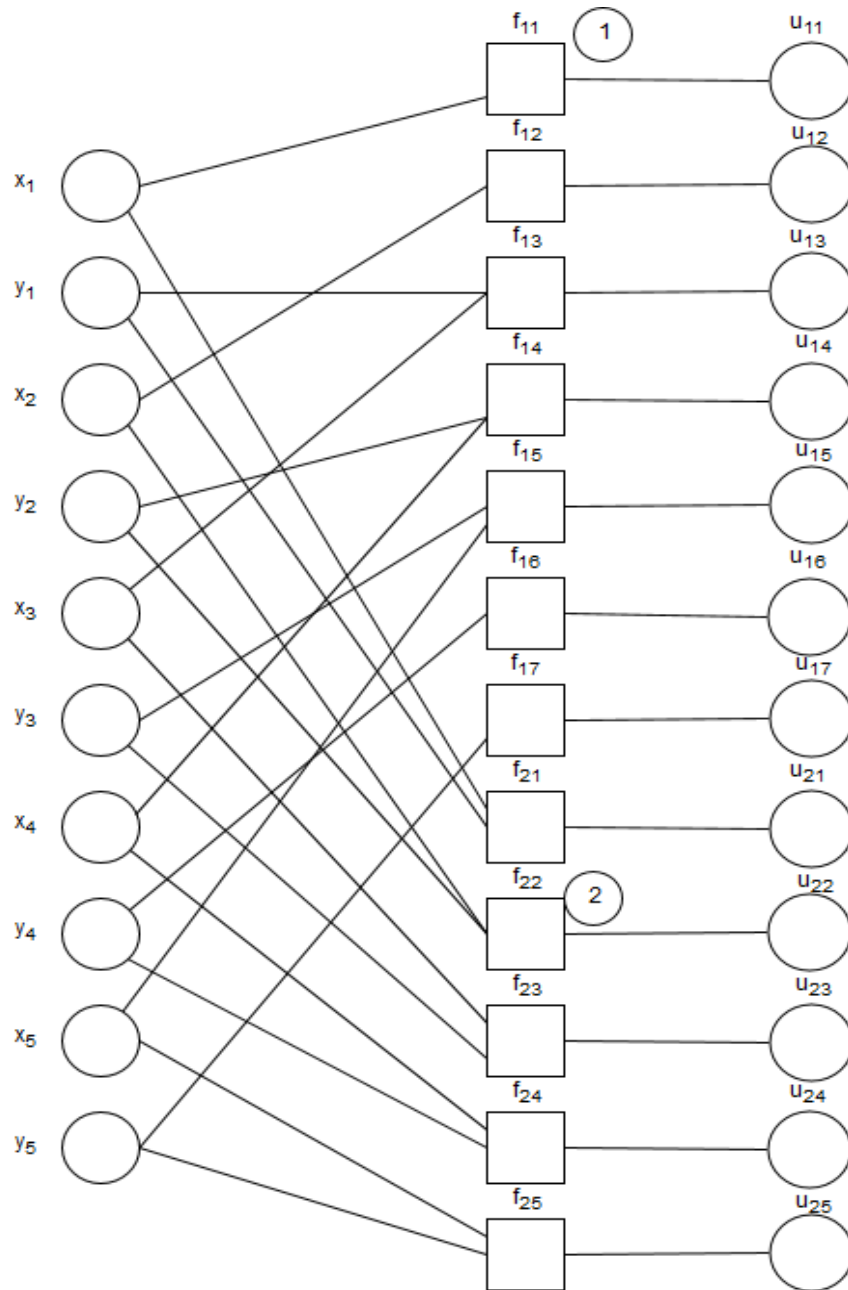 f₁₁ 1 u₁₁
f₁₂ u₁₂
x₁
f₁₃ u₁₃
y₁
f₁₄ u₁₄
x₂
f₁₅ u₁₅
y₂
f₁₆ u₁₆
x₃
f₁₇ u₁₇
y₃
f₂₁ u₂₁
x₄
f₂₂ 2 u₂₂
y₄
f₂₃ u₂₃
x₅
f₂₄ u₂₄
y₅
f₂₅ u₂₅